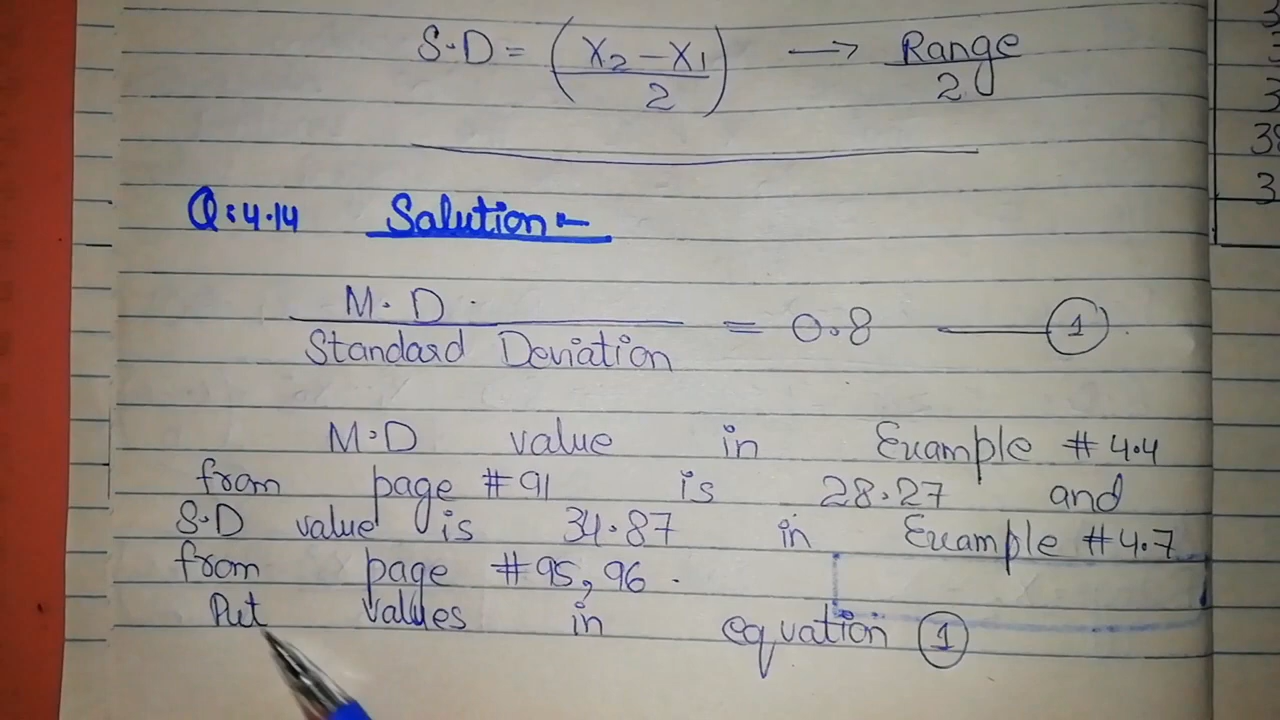 S.D = (X2 - X1 / 2) → Range / 2
Q:4.14 Salution:-
M.D. / Standard Deviation = 0.8 —— 1
M.D value in Example #4.4
from page #91 is 28.27 and
S.D value is 34.87 in Example #4.7
from page #95,96.
Put values in equation 1
38
3